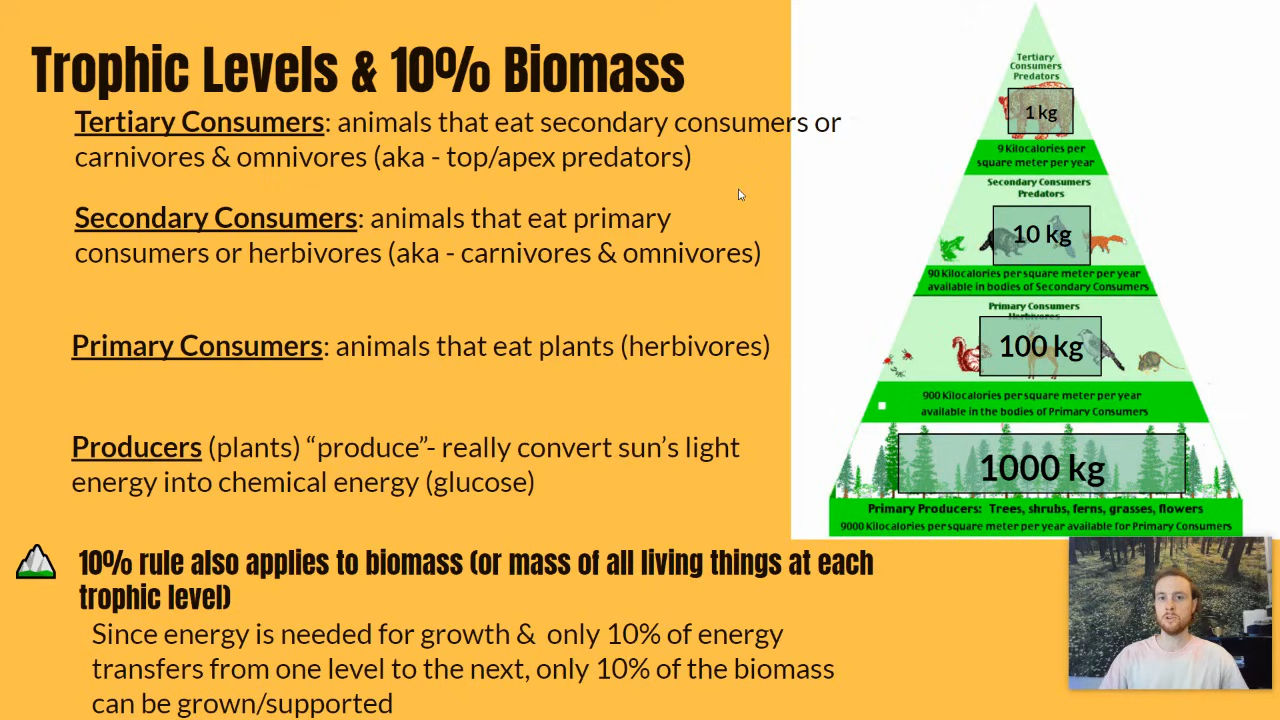 Trophic Levels & 10% Biomass
Tertiary Consumers: animals that eat secondary consumers or
carnivores & omnivores (aka - top/apex predators)
Secondary Consumers: animals that eat primary
consumers or herbivores (aka - carnivores & omnivores)
Primary Consumers: animals that eat plants (herbivores)
Producers (plants) “produce”- really convert sun’s light
energy into chemical energy (glucose)
10% rule also applies to biomass (or mass of all living things at each
trophic level)
Since energy is needed for growth & only 10% of energy
transfers from one level to the next, only 10% of the biomass
can be grown/supported
Tertiary
Consumers
Predators
1 kg
9 Kilocalories per
square meter per year
Secondary Consumers
Predators
10 kg
90 Kilocalories per square meter per year
available in bodies of Secondary Consumers
Primary Consumers
Herbivores
100 kg
900 Kilocalories per square meter per year
available in the bodies of Primary Consumers
1000 kg
Primary Producers: Trees, shrubs, ferns, grasses, flowers
9000 Kilocalories per square meter per year available for Primary Consumers